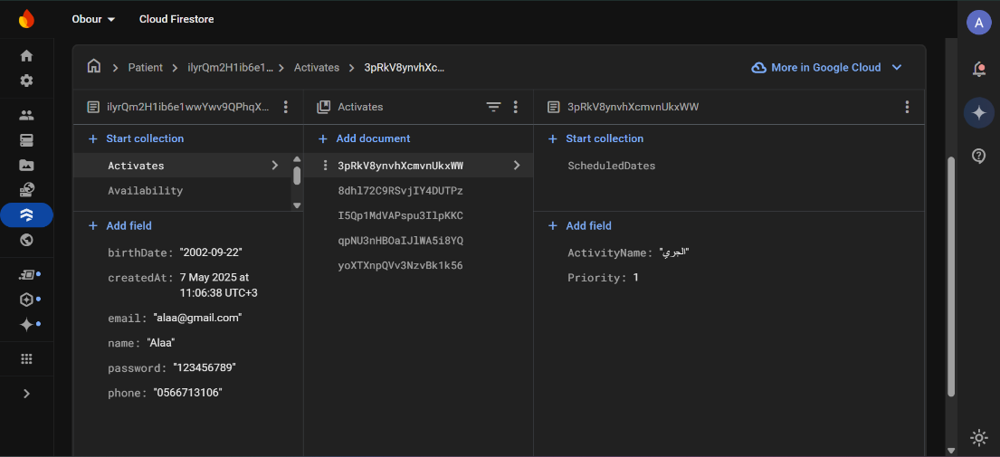 Obour
Cloud Firestore
A
Patient
ilyrQm2H1ib6e1...
Activates
3pRkV8ynvhXc...
More in Google Cloud
ilyrQm2H1ib6e1wwYwv9QPhqX...
Activates
3pRkV8ynvhXcmvnUkxWW
+ Start collection
+ Add document
+ Start collection
Activates
3pRkV8ynvhXcmvnUkxWW
ScheduledDates
Availability
8dhl72C9RSvjIY4DUTPz
I5Qp1MdVAPspu3IlpKKC
qpNU3nHBOaIJlWA5i8YQ
yoXTXnpQVv3NzvBk1k56
+ Add field
birthDate: "2002-09-22"
createdAt: 7 May 2025 at
11:06:38 UTC+3
email: "alaa@gmail.com"
name: "Alaa"
password: "123456789"
phone: "0566713106"
+ Add field
ActivityName: "الجري"
Priority: 1